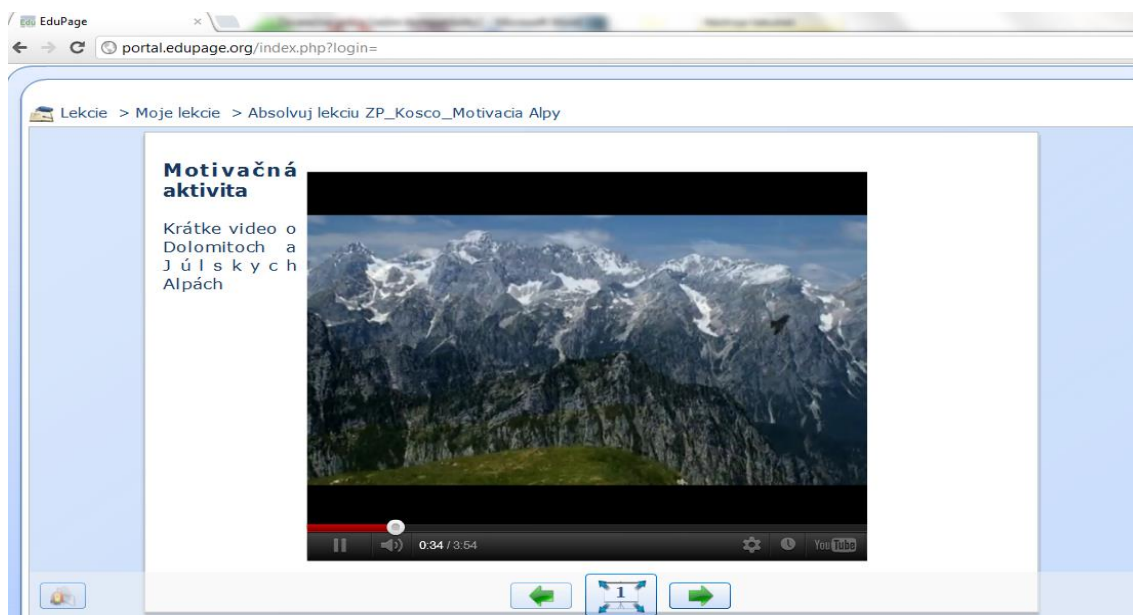 Edu EduPage ×
portal.edupage.org/index.php?login=
Lekcie > Moje lekcie > Absolvuj lekciu ZP_Kosco_Motivacia Alpy
Motivačná
aktivita
Krátke video o
Dolomitoch a
Júlskych
Alpách
0:34 / 3:54
YouTube
1